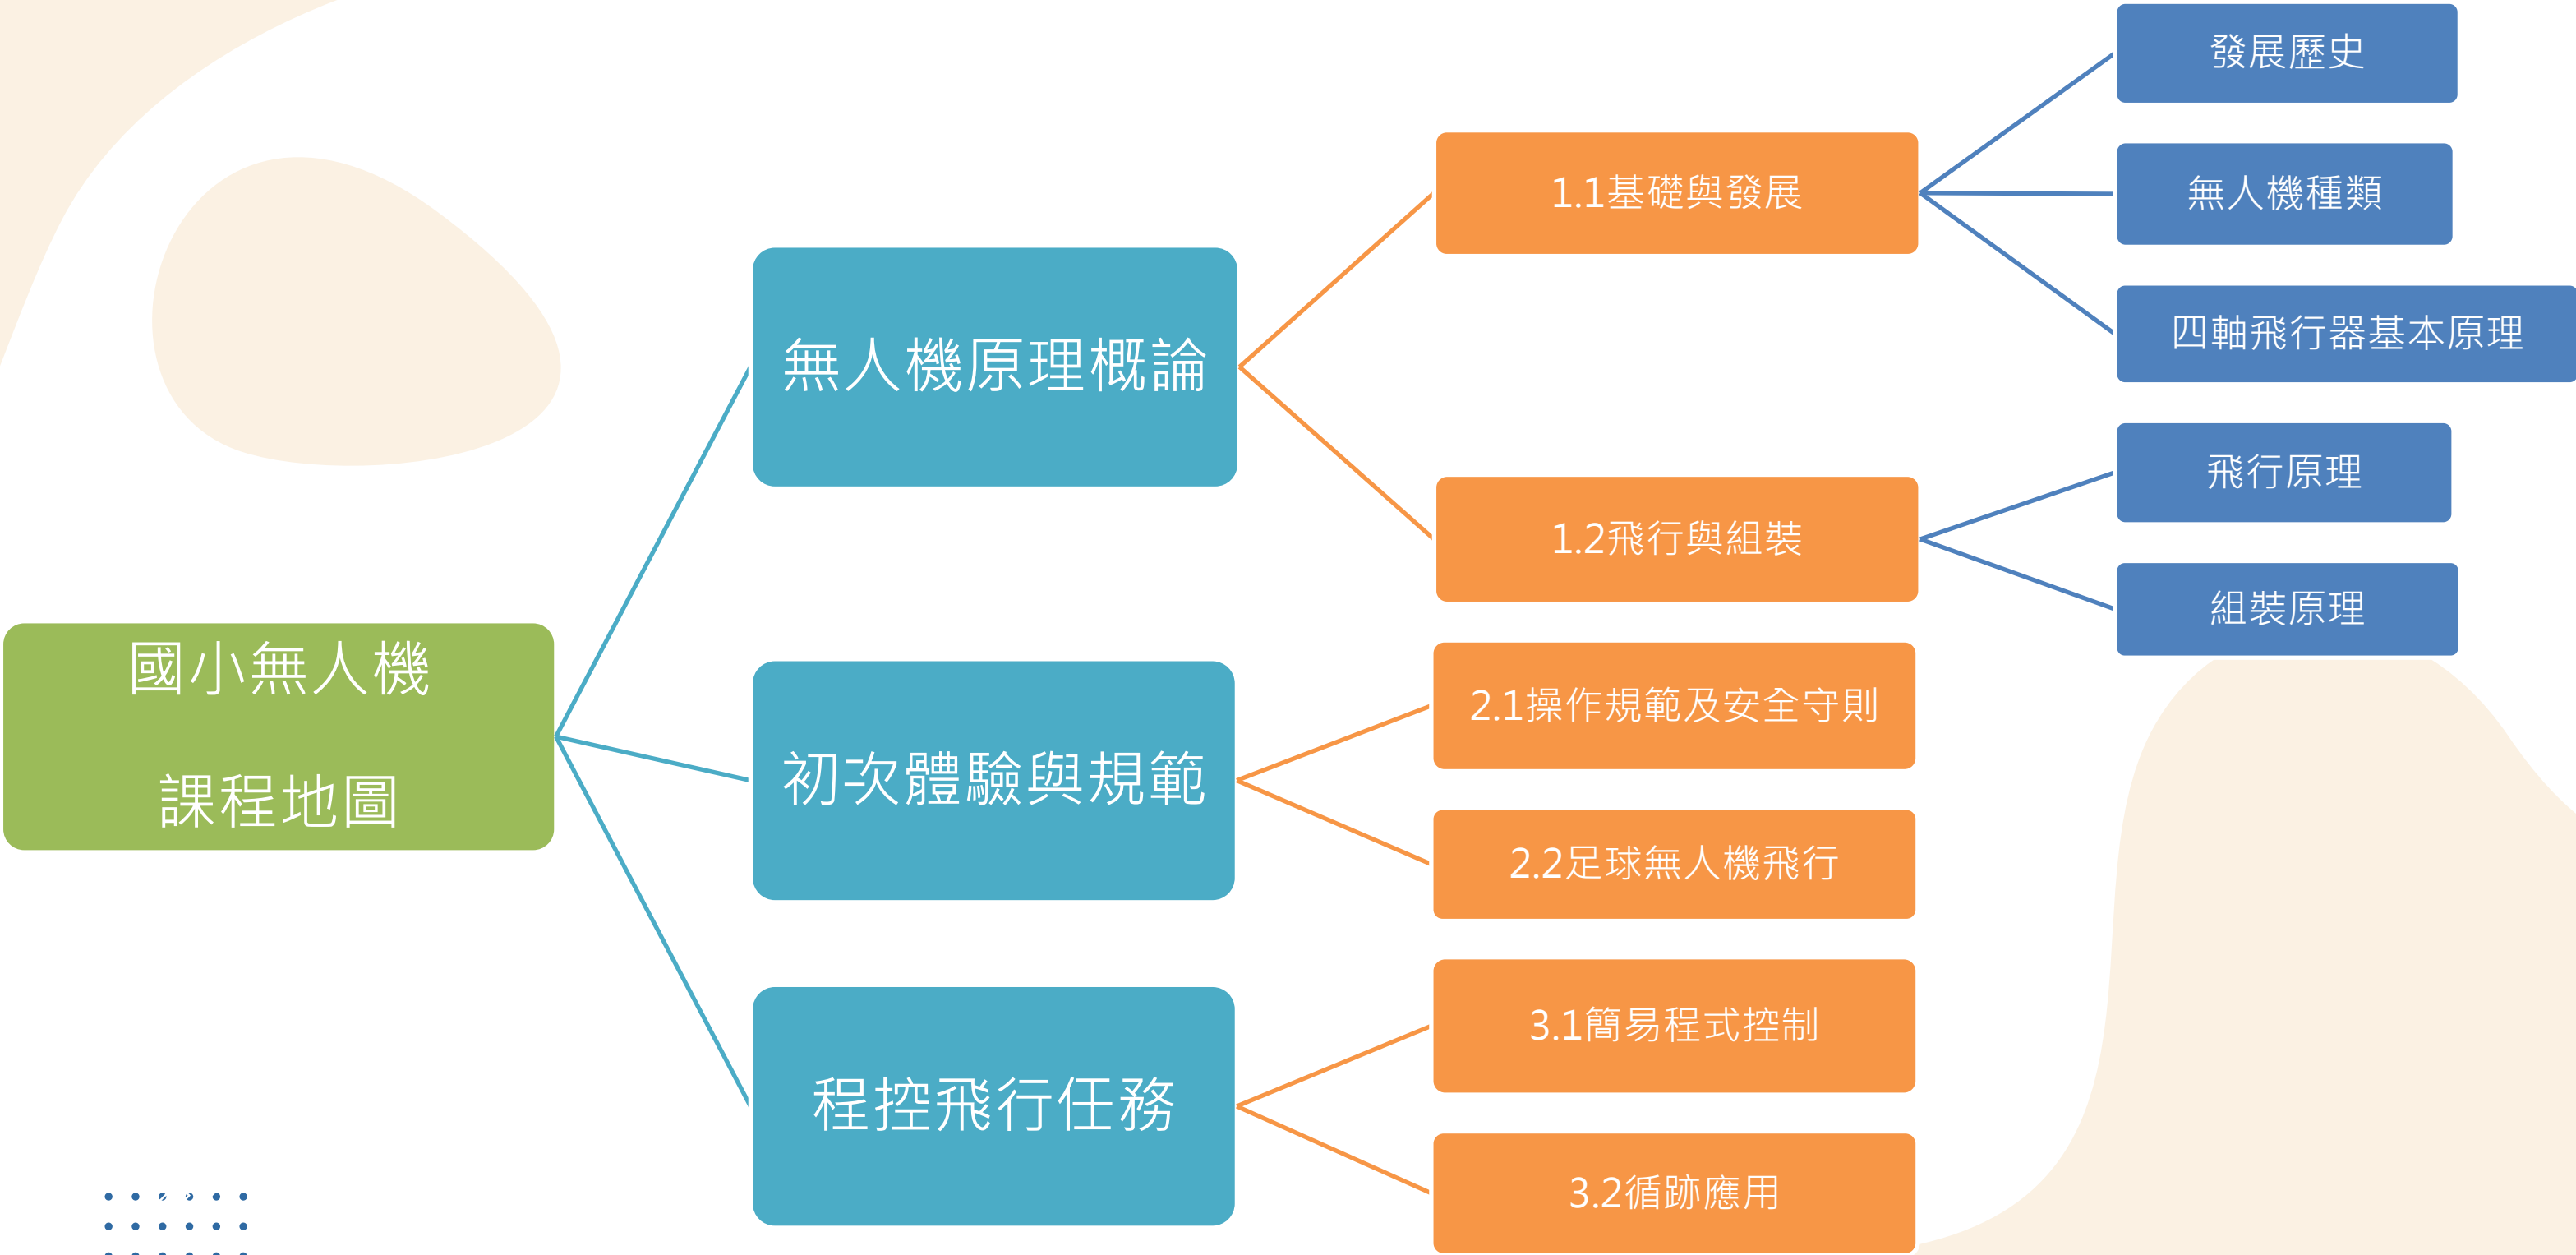 國小無人機
課程地圖
無人機原理概論
1.1基礎與發展
發展歷史
無人機種類
四軸飛行器基本原理
1.2飛行與組裝
飛行原理
組裝原理
初次體驗與規範
2.1操作規範及安全守則
2.2足球無人機飛行
程控飛行任務
3.1簡易程式控制
3.2循跡應用